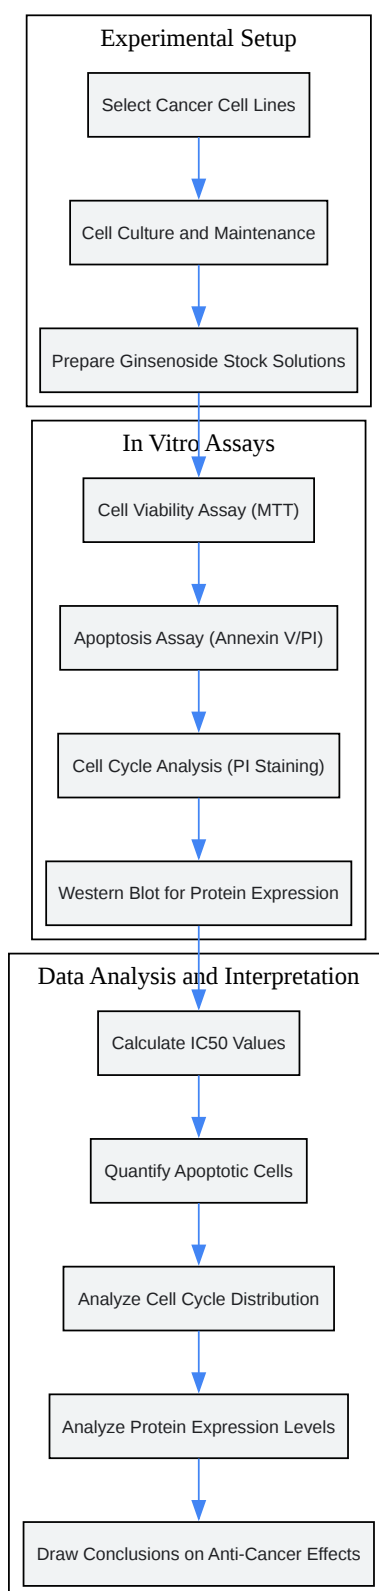 Experimental Setup
Select Cancer Cell Lines
Cell Culture and Maintenance
Prepare Ginsenoside Stock Solutions
In Vitro Assays
Cell Viability Assay (MTT)
Apoptosis Assay (Annexin V/PI)
Cell Cycle Analysis (PI Staining)
Western Blot for Protein Expression
Data Analysis and Interpretation
Calculate IC50 Values
Quantify Apoptotic Cells
Analyze Cell Cycle Distribution
Analyze Protein Expression Levels
Draw Conclusions on Anti-Cancer Effects